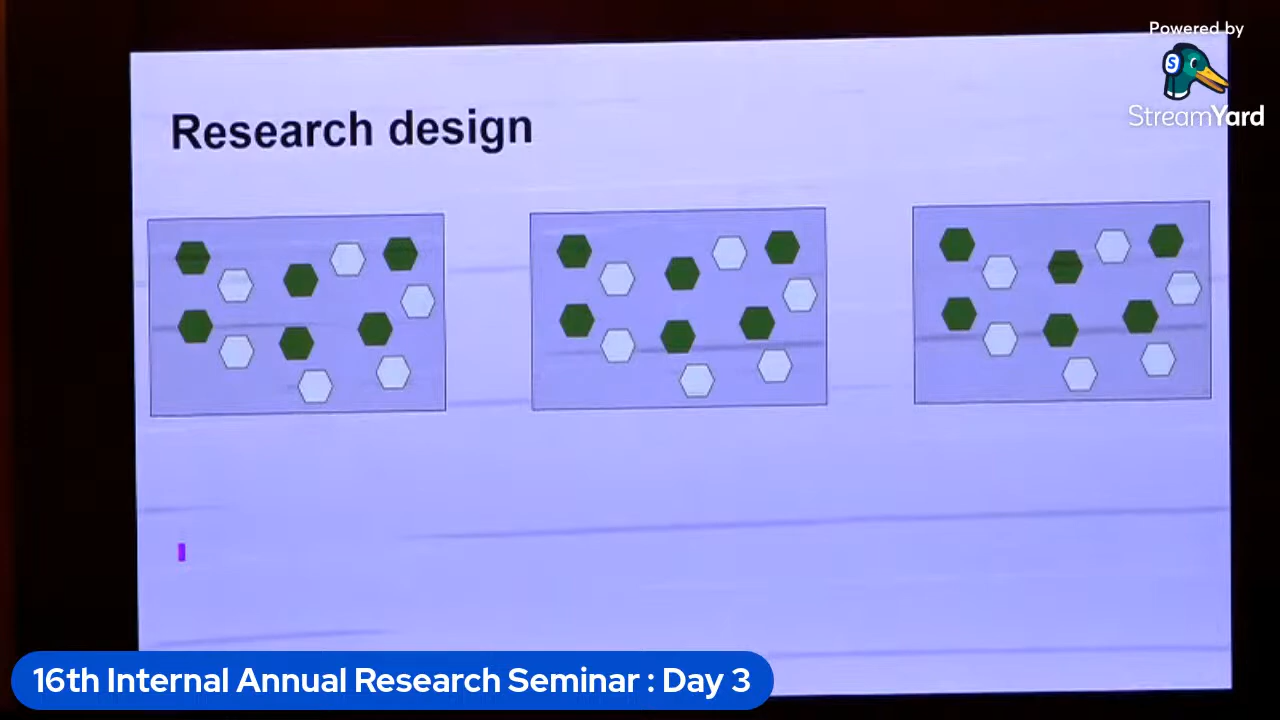 Powered by
S
StreamYard
Research design
16th Internal Annual Research Seminar : Day 3